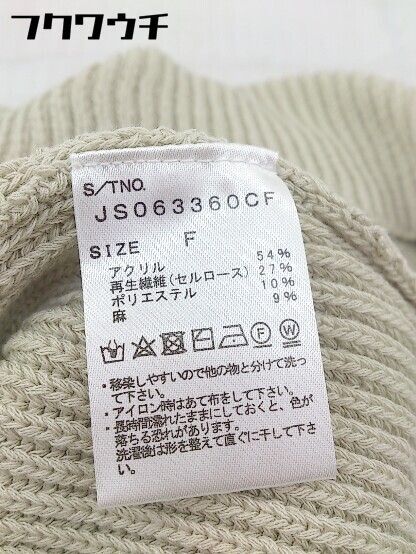 フクワウチ
S/TNO.
JS063360CF
SIZE F
アクリル 54%
再生繊維(セルロース) 27%
ポリエステル 10%
麻 9%
・移染しやすいので他の物と分けて洗っ
て下さい。
・アイロン時はあて布をして下さい。
・長時間濡れたままにしておくと、色が
落ちる恐れがあります。
洗濯後は形を整えて直ぐに干して下さ
い。